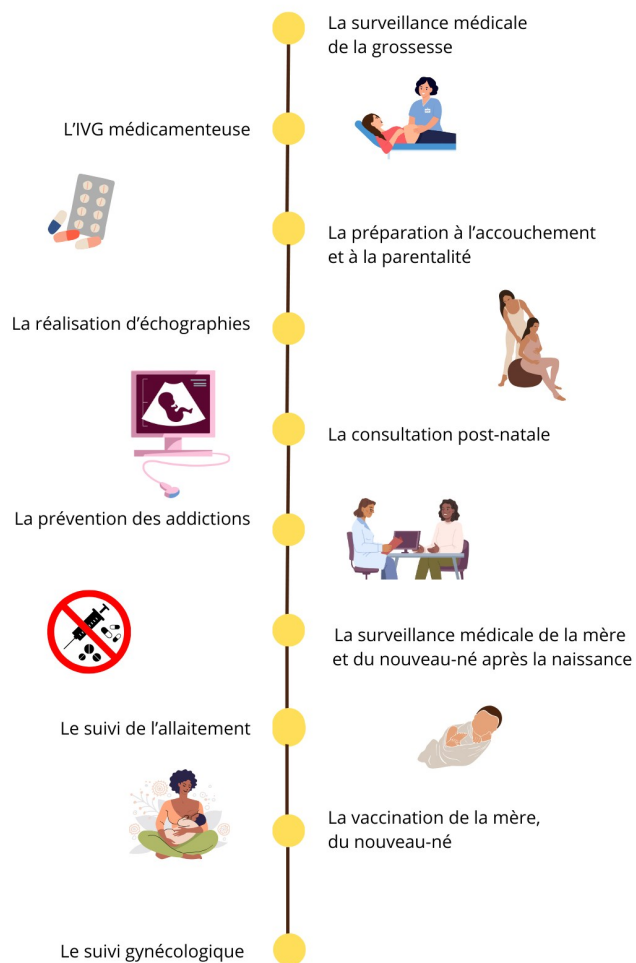 La surveillance médicale
de la grossesse
L’IVG médicamenteuse
La préparation à l’accouchement
et à la parentalité
La réalisation d’échographies
La consultation post-natale
La prévention des addictions
La surveillance médicale de la mère
et du nouveau-né après la naissance
Le suivi de l’allaitement
La vaccination de la mère,
du nouveau-né
Le suivi gynécologique